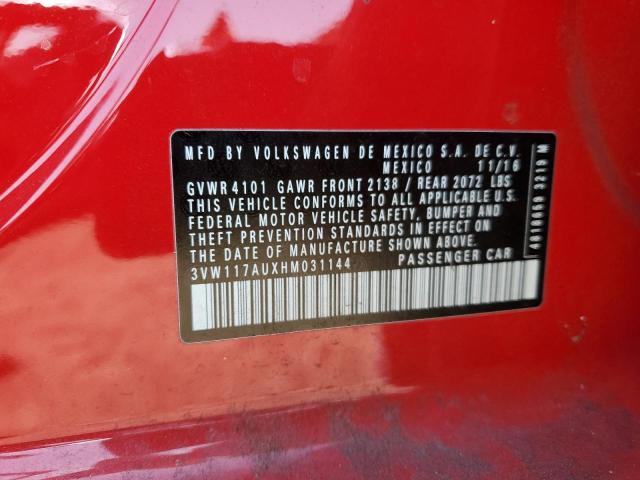 MFD BY VOLKSWAGEN DE MEXICO S.A. DE C.V.
MEXICO 11/16
GVWR 4101 GAWR FRONT 2138 / REAR 2072 LBS
THIS VEHICLE CONFORMS TO ALL APPLICABLE U.S.
FEDERAL MOTOR VEHICLE SAFETY, BUMPER AND
THEFT PREVENTION STANDARDS IN EFFECT ON
THE DATE OF MANUFACTURE SHOWN ABOVE.
3VW117AUXHM031144 PASSENGER CAR
3219 M